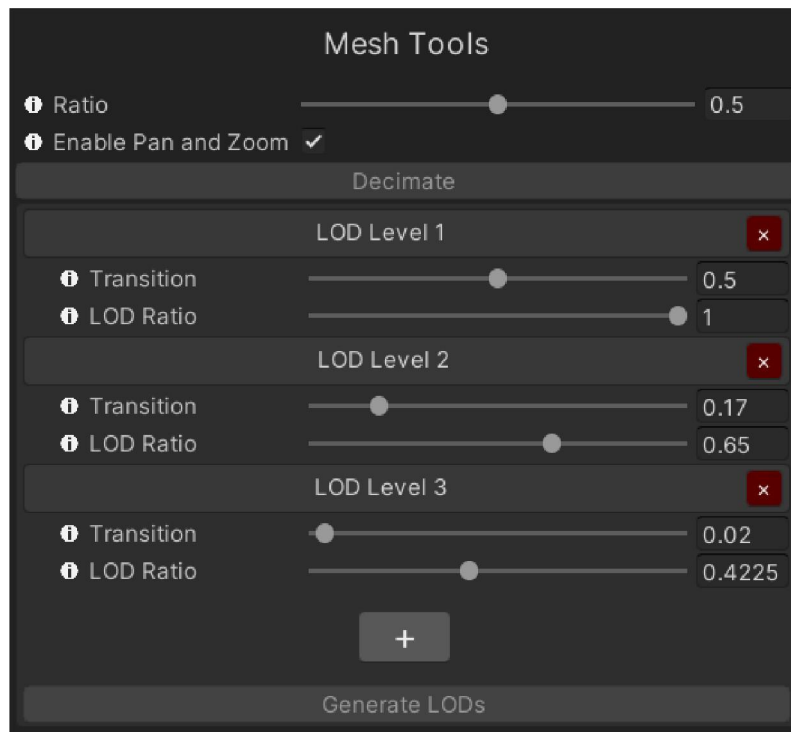 Mesh Tools
Ratio 0.5
Enable Pan and Zoom
Decimate
LOD Level 1 ×
Transition 0.5
LOD Ratio 1
LOD Level 2 ×
Transition 0.17
LOD Ratio 0.65
LOD Level 3 ×
Transition 0.02
LOD Ratio 0.4225
+
Generate LODs